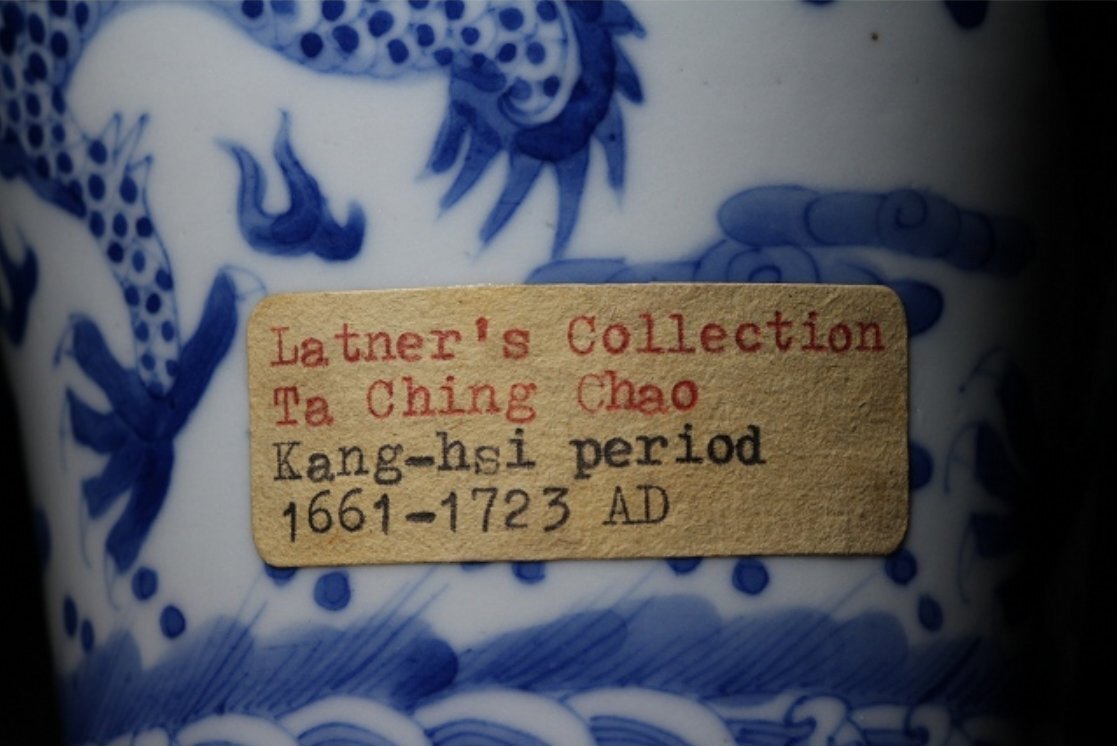 Latner's Collection
Ta Ching Chao
Kang-hsi period
1661-1723 AD